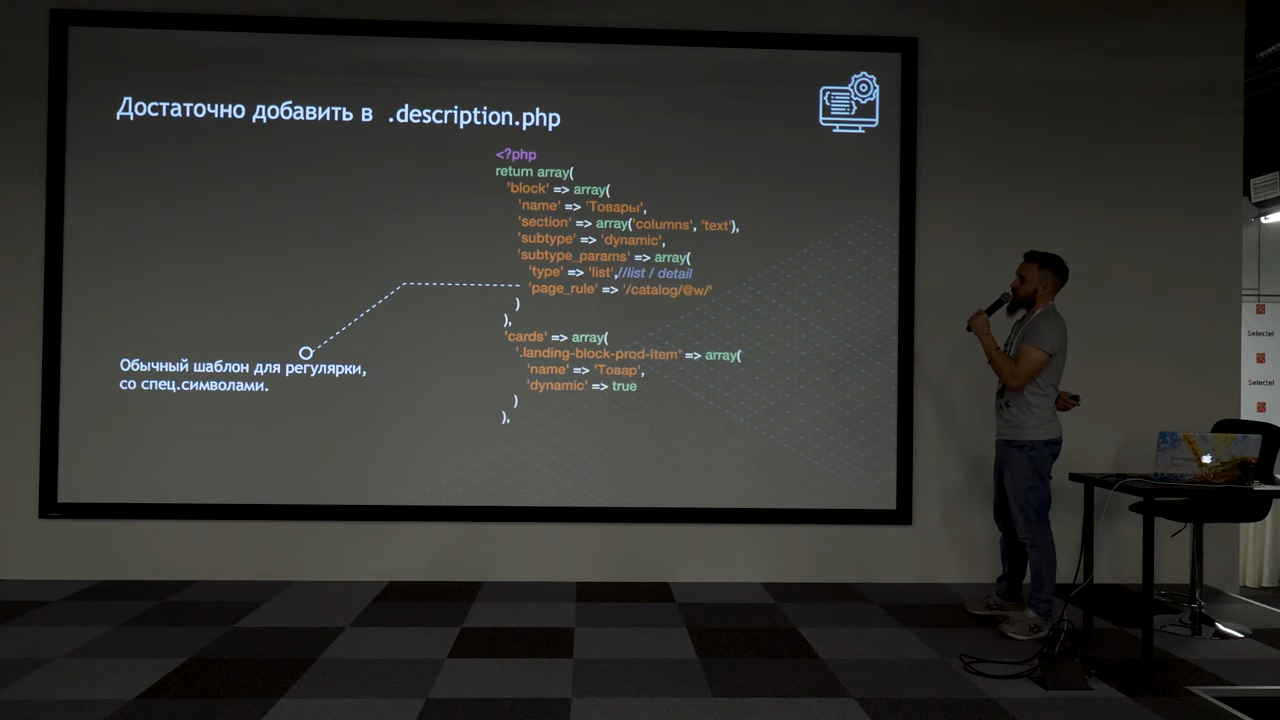 Достаточно добавить в .description.php
<?php
return array(
'block' => array(
'name' => 'Товары',
'section' => array('columns', 'text'),
'subtype' => 'dynamic',
'subtype_params' => array(
'type' => 'list',//list / detail
'page_rule' => '/catalog/@w/'
)
),
'cards' => array(
'.landing-block-prod-item' => array(
'name' => 'Товар',
'dynamic' => true
)
),
Обычный шаблон для регулярки,
со спец.символами.
Selectel
Selectel